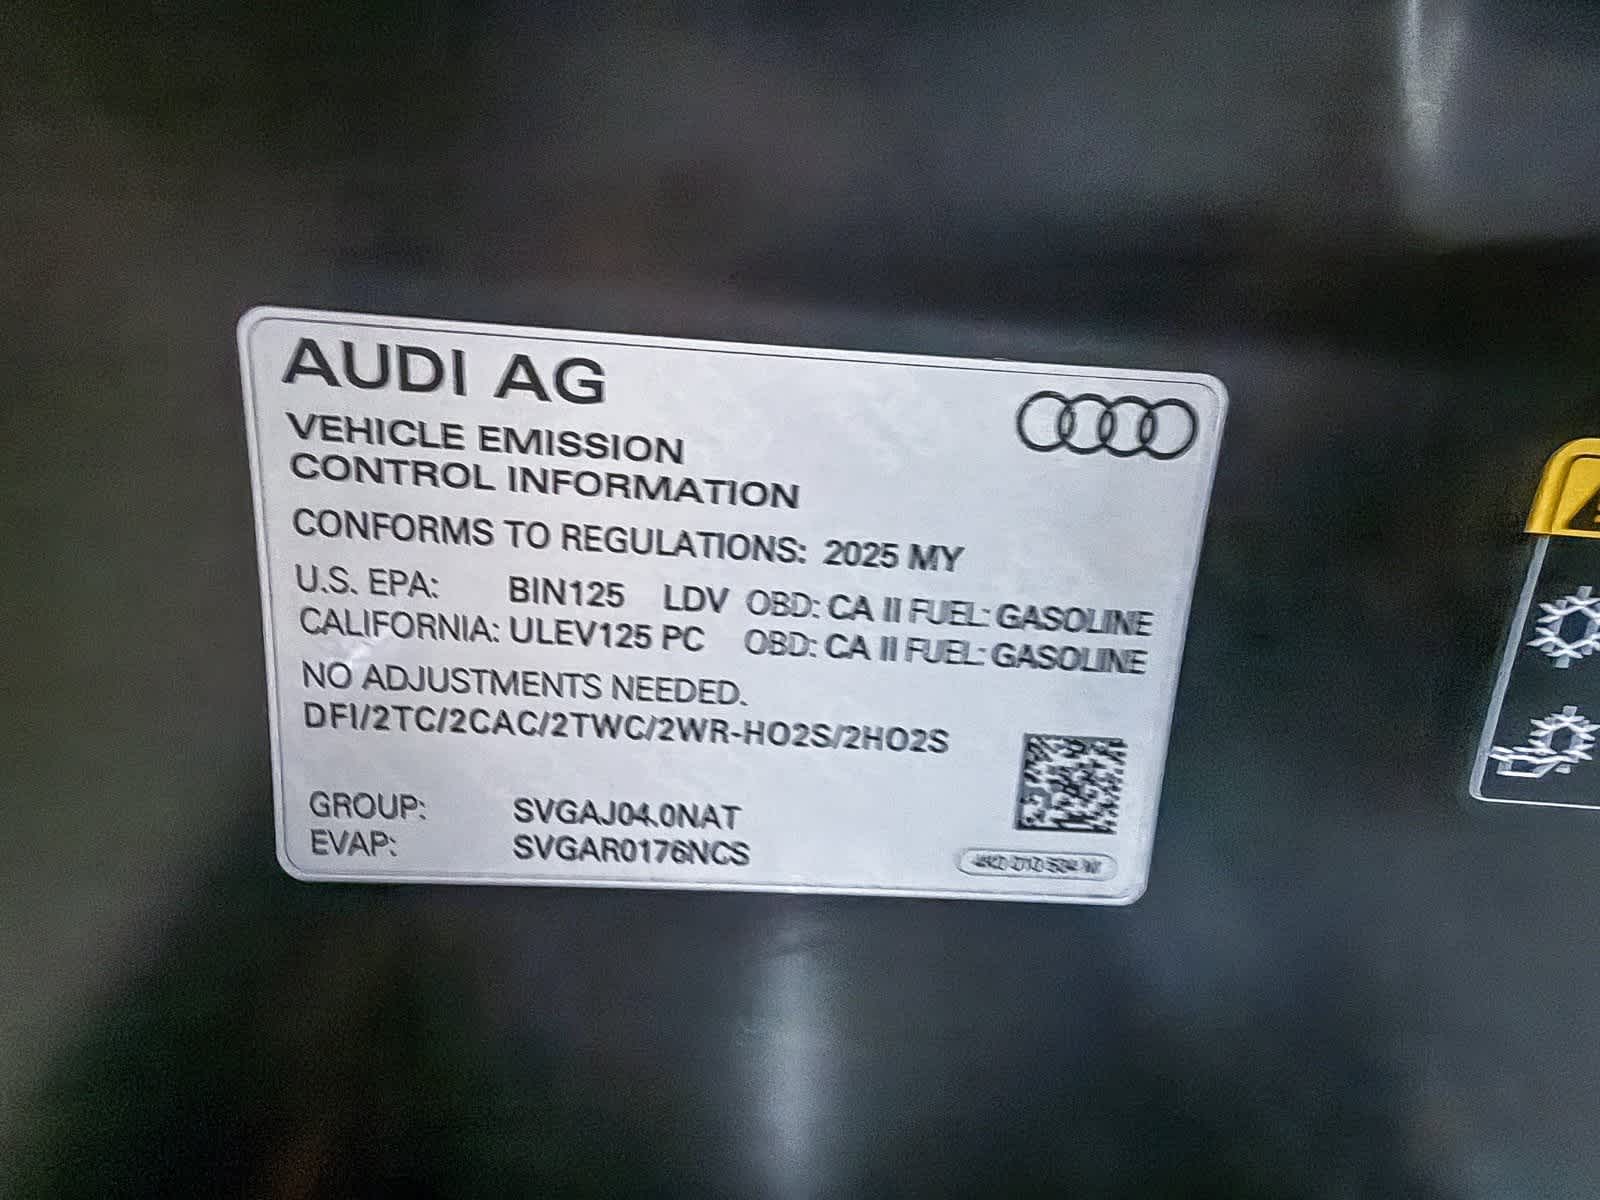 AUDI AG
VEHICLE EMISSION
CONTROL INFORMATION
CONFORMS TO REGULATIONS: 2025 MY
U.S. EPA: BIN125 LDV OBD: CA II FUEL: GASOLINE
CALIFORNIA: ULEV125 PC OBD: CA II FUEL: GASOLINE
NO ADJUSTMENTS NEEDED.
DFI/2TC/2CAC/2TWC/2WR-HO2S/2HO2S
GROUP: SVGAJ04.0NAT
EVAP: SVGAR0176NCS